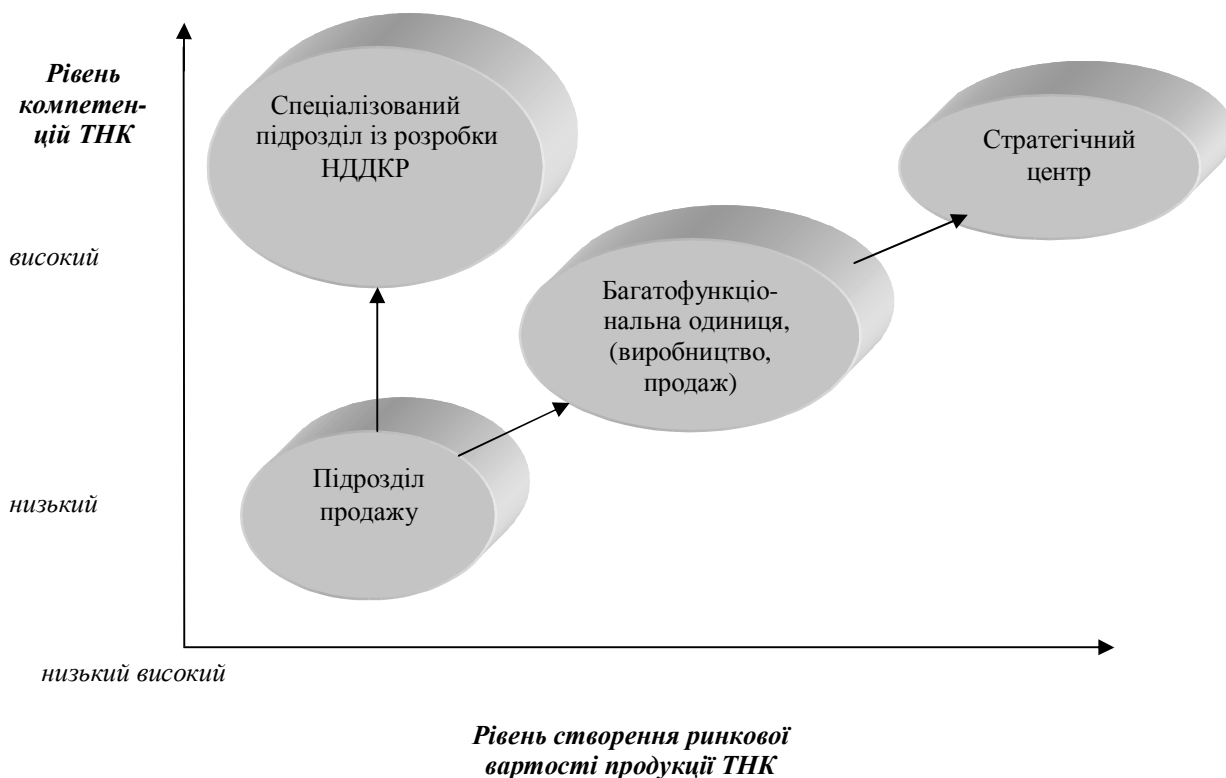 Рівень
компетен-
цій ТНК
Спеціалізований
підрозділ із розробки
НДДКР
Стратегічний
центр
високий
Багатофункціо-
нальна одиниця,
(виробництво,
продаж)
низький
Підрозділ
продажу
низький високий
Рівень створення ринкової
вартості продукції ТНК